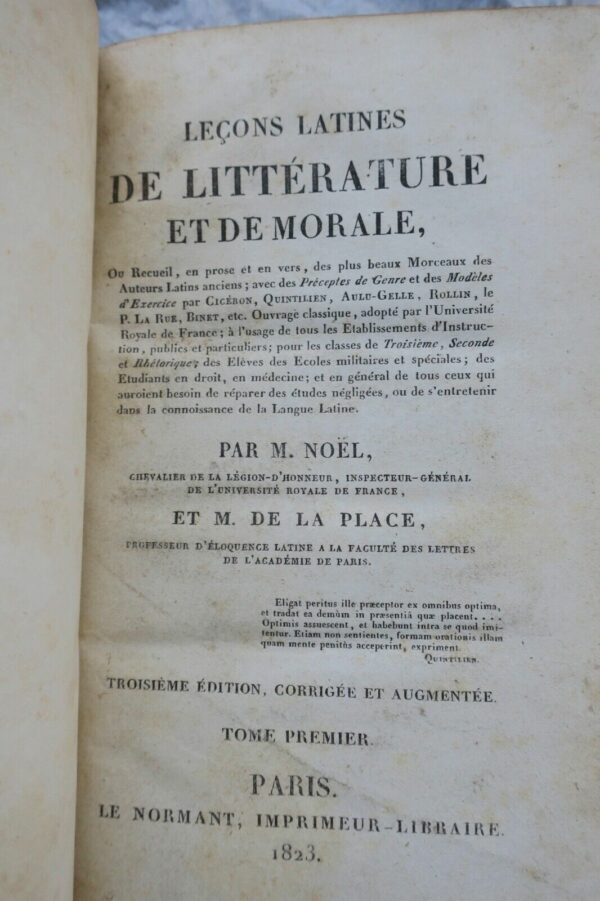 LEÇONS LATINES
DE LITTÉRATURE
ET DE MORALE,
Ou Recueil, en prose et en vers, des plus beaux Morceaux des
Auteurs Latins anciens; avec des Préceptes de Genre et des Modèles
d'Exercice par Cicéron, Quintilien, Aule-Gelle, Rollin, le
P. La Rue, Binet, etc. Ouvrage classique, adopté par l'Université
Royale de France; à l'usage de tous les Etablissements d'Instruc-
tion, publics et particuliers; pour les classes de Troisième, Seconde
et Rhétorique; des Elèves des Ecoles militaires et spéciales; des
Etudiants en droit, en médecine; et en général de tous ceux qui
auroient besoin de réparer des études négligées, ou de s'entretenir
dans la connoissance de la Langue Latine.
PAR M. NOËL,
CHEVALIER DE LA LÉGION-D'HONNEUR, INSPECTEUR-GÉNÉRAL
DE L'UNIVERSITÉ ROYALE DE FRANCE,
ET M. DE LA PLACE,
PROFESSEUR D'ÉLOQUENCE LATINE A LA FACULTÉ DES LETTRES
DE L'ACADÉMIE DE PARIS.
Eligat peritus ille præceptor ex omnibus optima,
et tradat ea demùm in præsentiâ quæ placent....
Optimis assuescent, et habebunt intra se quod imi-
tentur. Etiam non sentientes, formam orationis illam
quam mente penitùs acceperint, expriment.
Quintilien.
TROISIÈME ÉDITION, CORRIGÉE ET AUGMENTÉE.
TOME PREMIER.
PARIS.
LE NORMANT, IMPRIMEUR-LIBRAIRE.
1823.